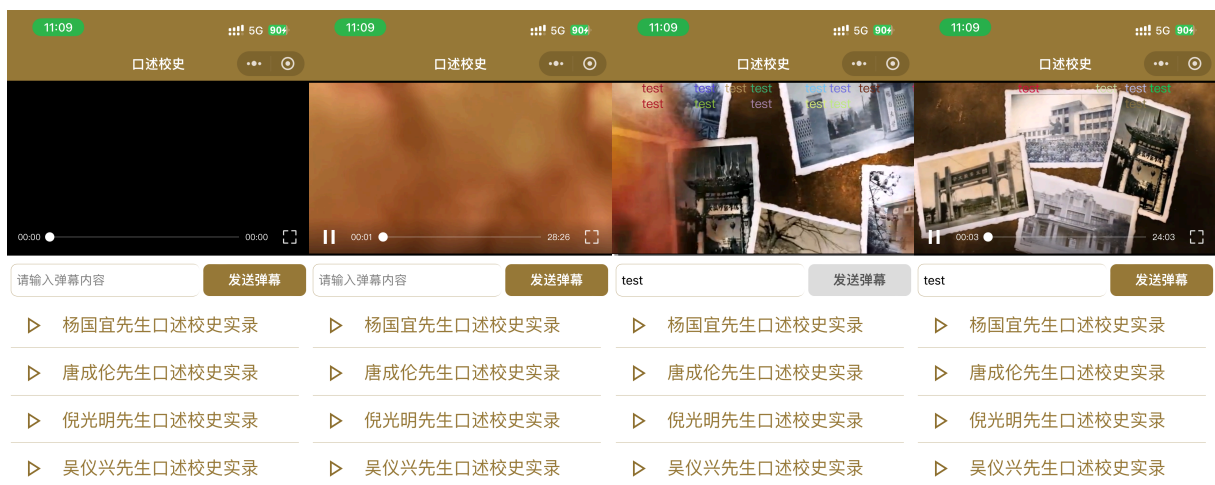 11:09
5G 90
口述校史
00:00 00:00
请输入弹幕内容
发送弹幕
杨国宜先生口述校史实录
唐成伦先生口述校史实录
倪光明先生口述校史实录
吴仪兴先生口述校史实录
11:09
5G 90
口述校史
00:01 28:26
请输入弹幕内容
发送弹幕
杨国宜先生口述校史实录
唐成伦先生口述校史实录
倪光明先生口述校史实录
吴仪兴先生口述校史实录
11:09
5G 90
口述校史
test test test test test test test
test test test test test
test
发送弹幕
杨国宜先生口述校史实录
唐成伦先生口述校史实录
倪光明先生口述校史实录
吴仪兴先生口述校史实录
11:09
5G 90
口述校史
test test test test
00:03 24:03
test
发送弹幕
杨国宜先生口述校史实录
唐成伦先生口述校史实录
倪光明先生口述校史实录
吴仪兴先生口述校史实录